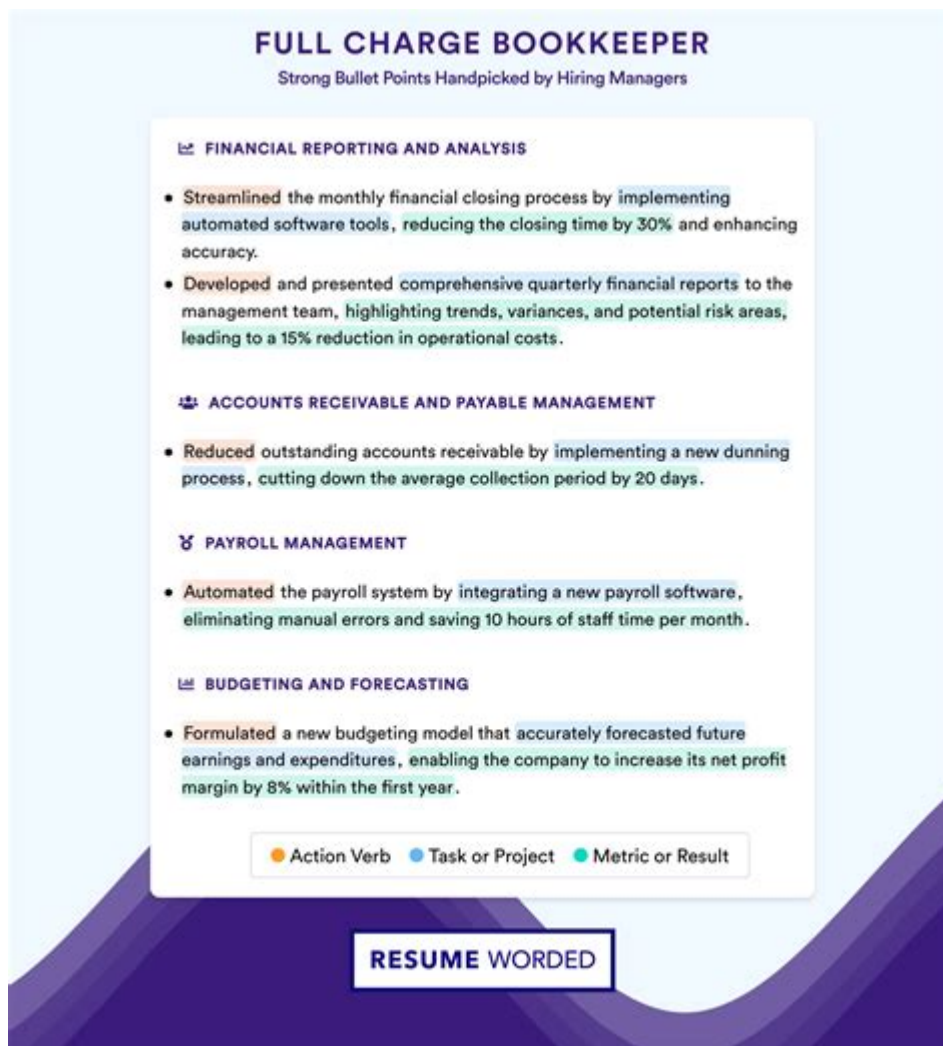 FULL CHARGE BOOKKEEPER
Strong Bullet Points Handpicked by Hiring Managers
FINANCIAL REPORTING AND ANALYSIS
• Streamlined the monthly financial closing process by implementing
automated software tools, reducing the closing time by 30% and enhancing
accuracy.
• Developed and presented comprehensive quarterly financial reports to the
management team, highlighting trends, variances, and potential risk areas,
leading to a 15% reduction in operational costs.
ACCOUNTS RECEIVABLE AND PAYABLE MANAGEMENT
• Reduced outstanding accounts receivable by implementing a new dunning
process, cutting down the average collection period by 20 days.
PAYROLL MANAGEMENT
• Automated the payroll system by integrating a new payroll software,
eliminating manual errors and saving 10 hours of staff time per month.
BUDGETING AND FORECASTING
• Formulated a new budgeting model that accurately forecasted future
earnings and expenditures, enabling the company to increase its net profit
margin by 8% within the first year.
Action Verb Task or Project Metric or Result
RESUME WORDED